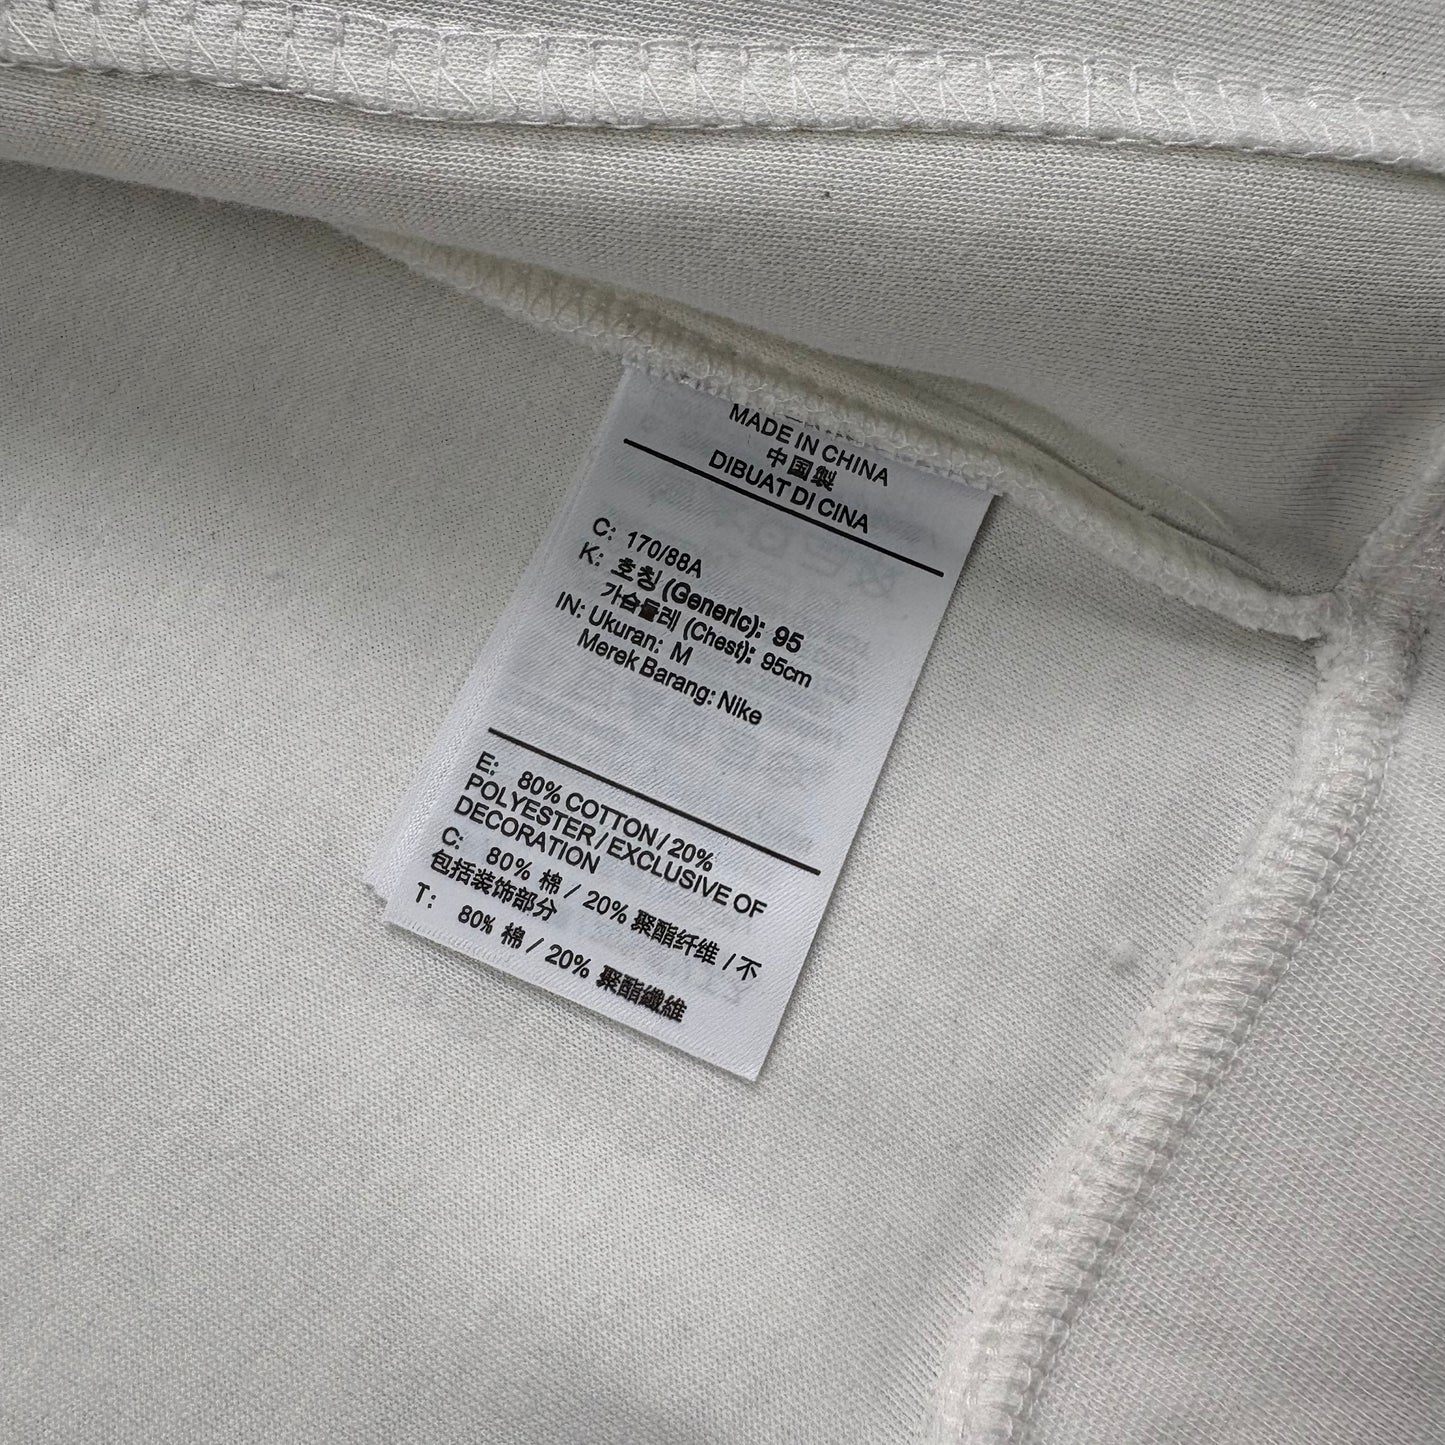 MADE IN CHINA
中国製
DIBUAT DI CINA
C: 170/88A
K: 호칭 (Generic): 95
가슴둘레 (Chest): 95cm
IN: Ukuran: M
Merek Barang: Nike
E: 80% COTTON / 20%
POLYESTER / EXCLUSIVE OF
DECORATION
C: 80% 棉 / 20% 聚酯纤维 / 不
包括装饰部分
T: 80% 棉 / 20% 聚酯纖維